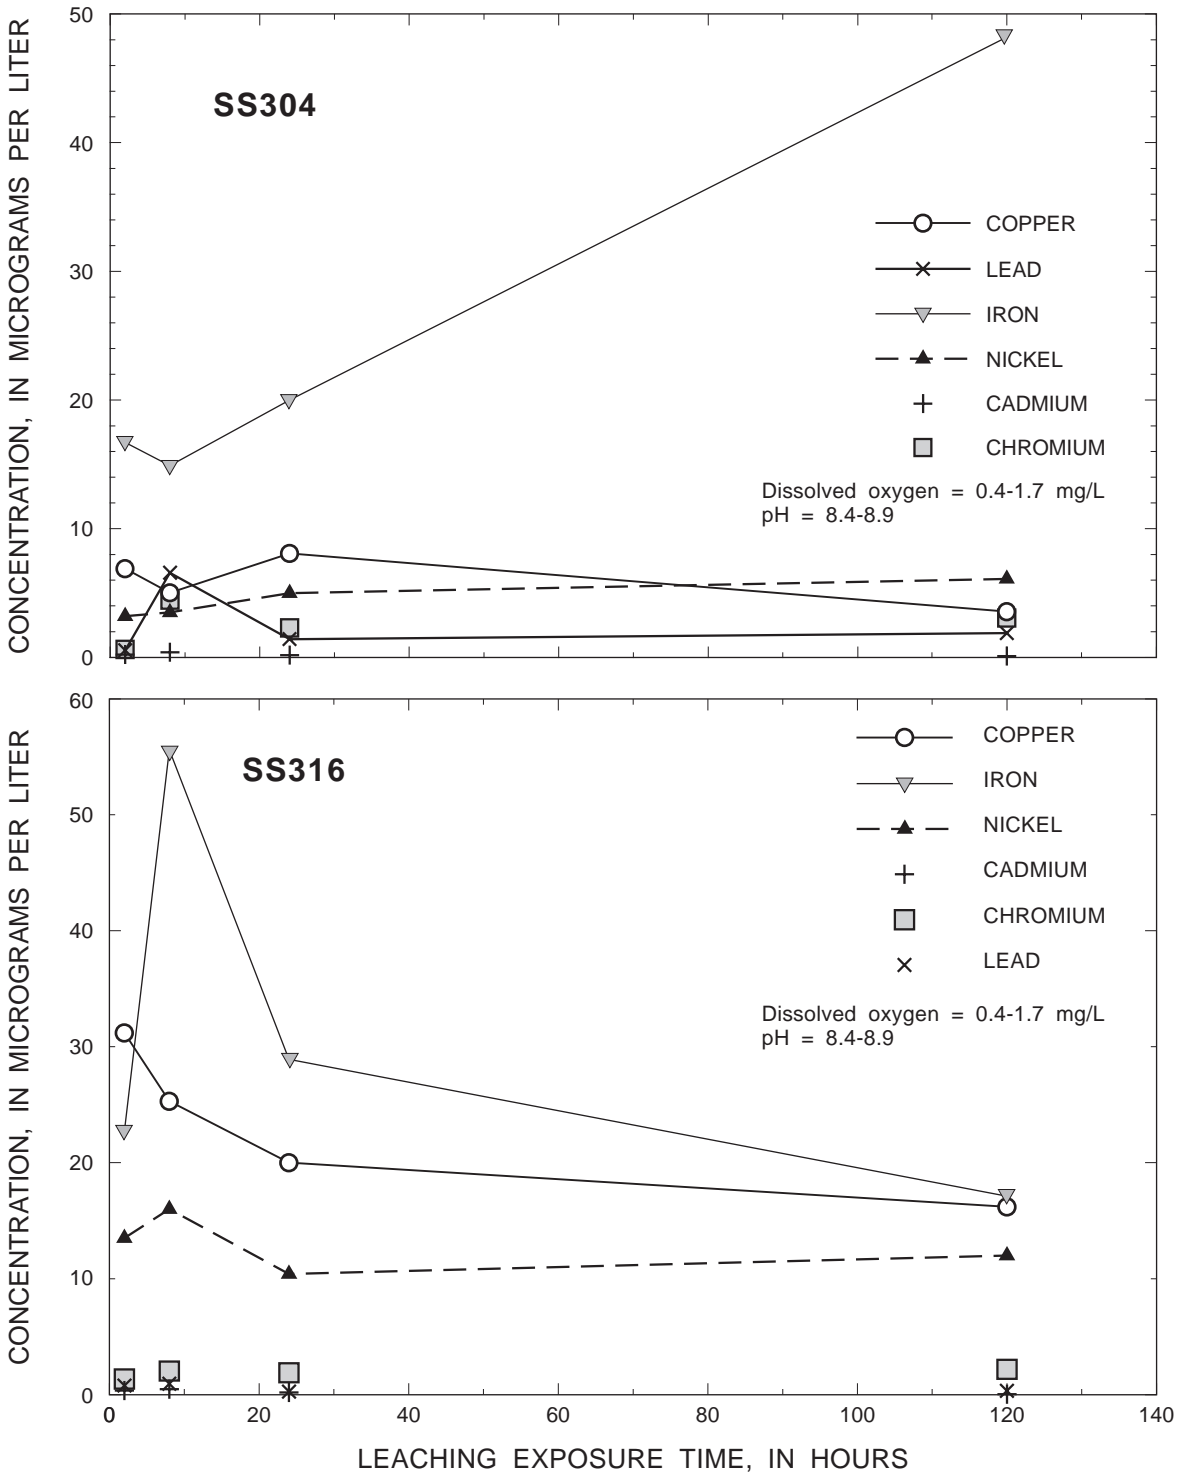 CONCENTRATION, IN MICROGRAMS PER LITER
50
40
30
20
10
0
SS304
COPPER
LEAD
IRON
NICKEL
CADMIUM
CHROMIUM
Dissolved oxygen = 0.4-1.7 mg/L
pH = 8.4-8.9
CONCENTRATION, IN MICROGRAMS PER LITER
60
50
40
30
20
10
0
SS316
COPPER
IRON
NICKEL
CADMIUM
CHROMIUM
LEAD
Dissolved oxygen = 0.4-1.7 mg/L
pH = 8.4-8.9
0 20 40 60 80 100 120 140
LEACHING EXPOSURE TIME, IN HOURS